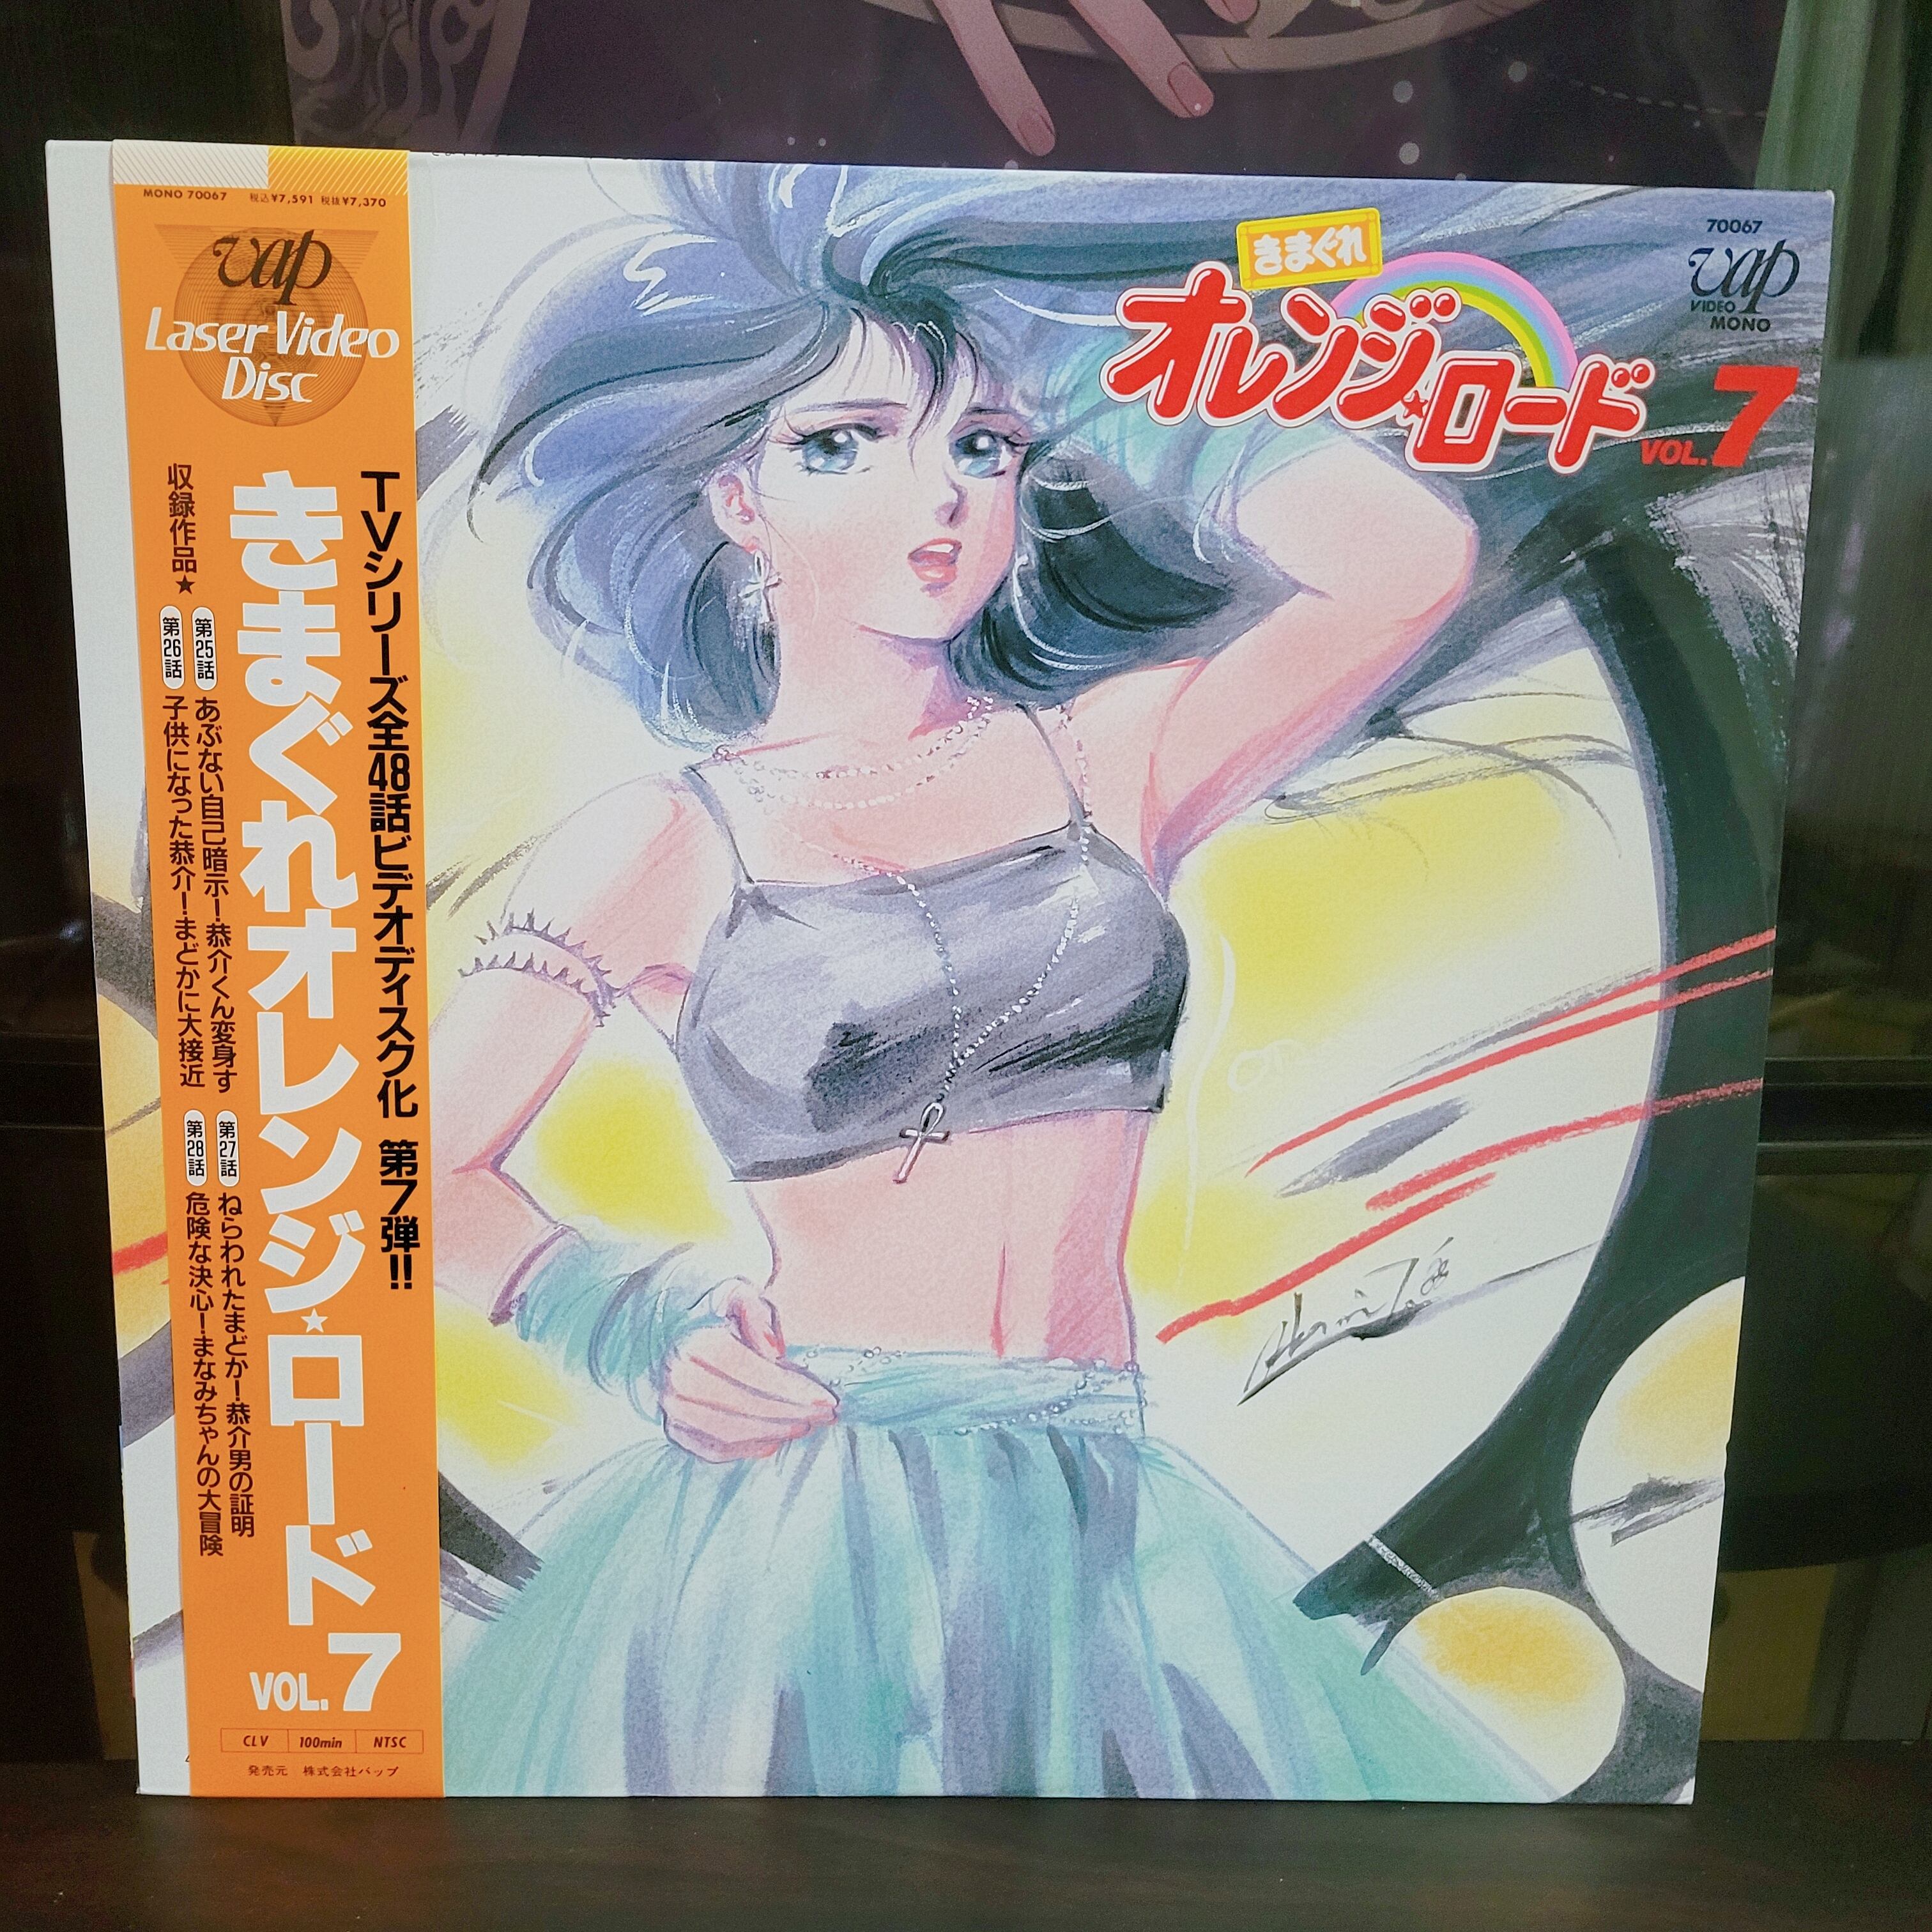 MONO 70067 税込¥7,591 税抜¥7,370
vap
Laser Video
Disc
TVシリーズ全48話ビデオディスク化 第7弾!!
きまぐれオレンジ★ロード
VOL.7
収録作品★
第25話 あぶない自己暗示!恭介くん変身す
第26話 子供になった恭介!まどかに大接近
第27話 ねらわれたまどか!恭介男の証明
第28話 危険な決心!まなみちゃんの大冒険
CLV 100min NTSC
発売元 株式会社バップ
きまぐれ
オレンジ★ロード
VOL.7
70067
vap
VIDEO
MONO